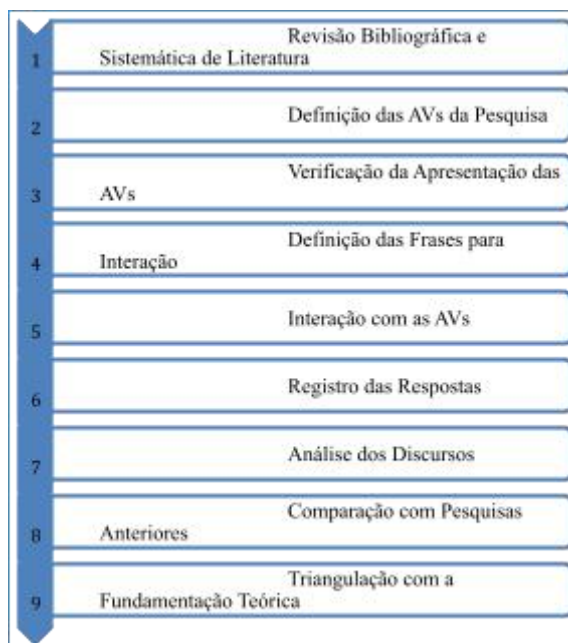 Revisão Bibliográfica e
1 Sistemática de Literatura
2 Definição das AVs da Pesquisa
Verificação da Apresentação das
3 AVs
Definição das Frases para
4 Interação
5 Interação com as AVs
6 Registro das Respostas
7 Análise dos Discursos
Comparação com Pesquisas
8 Anteriores
Triangulação com a
9 Fundamentação Teórica